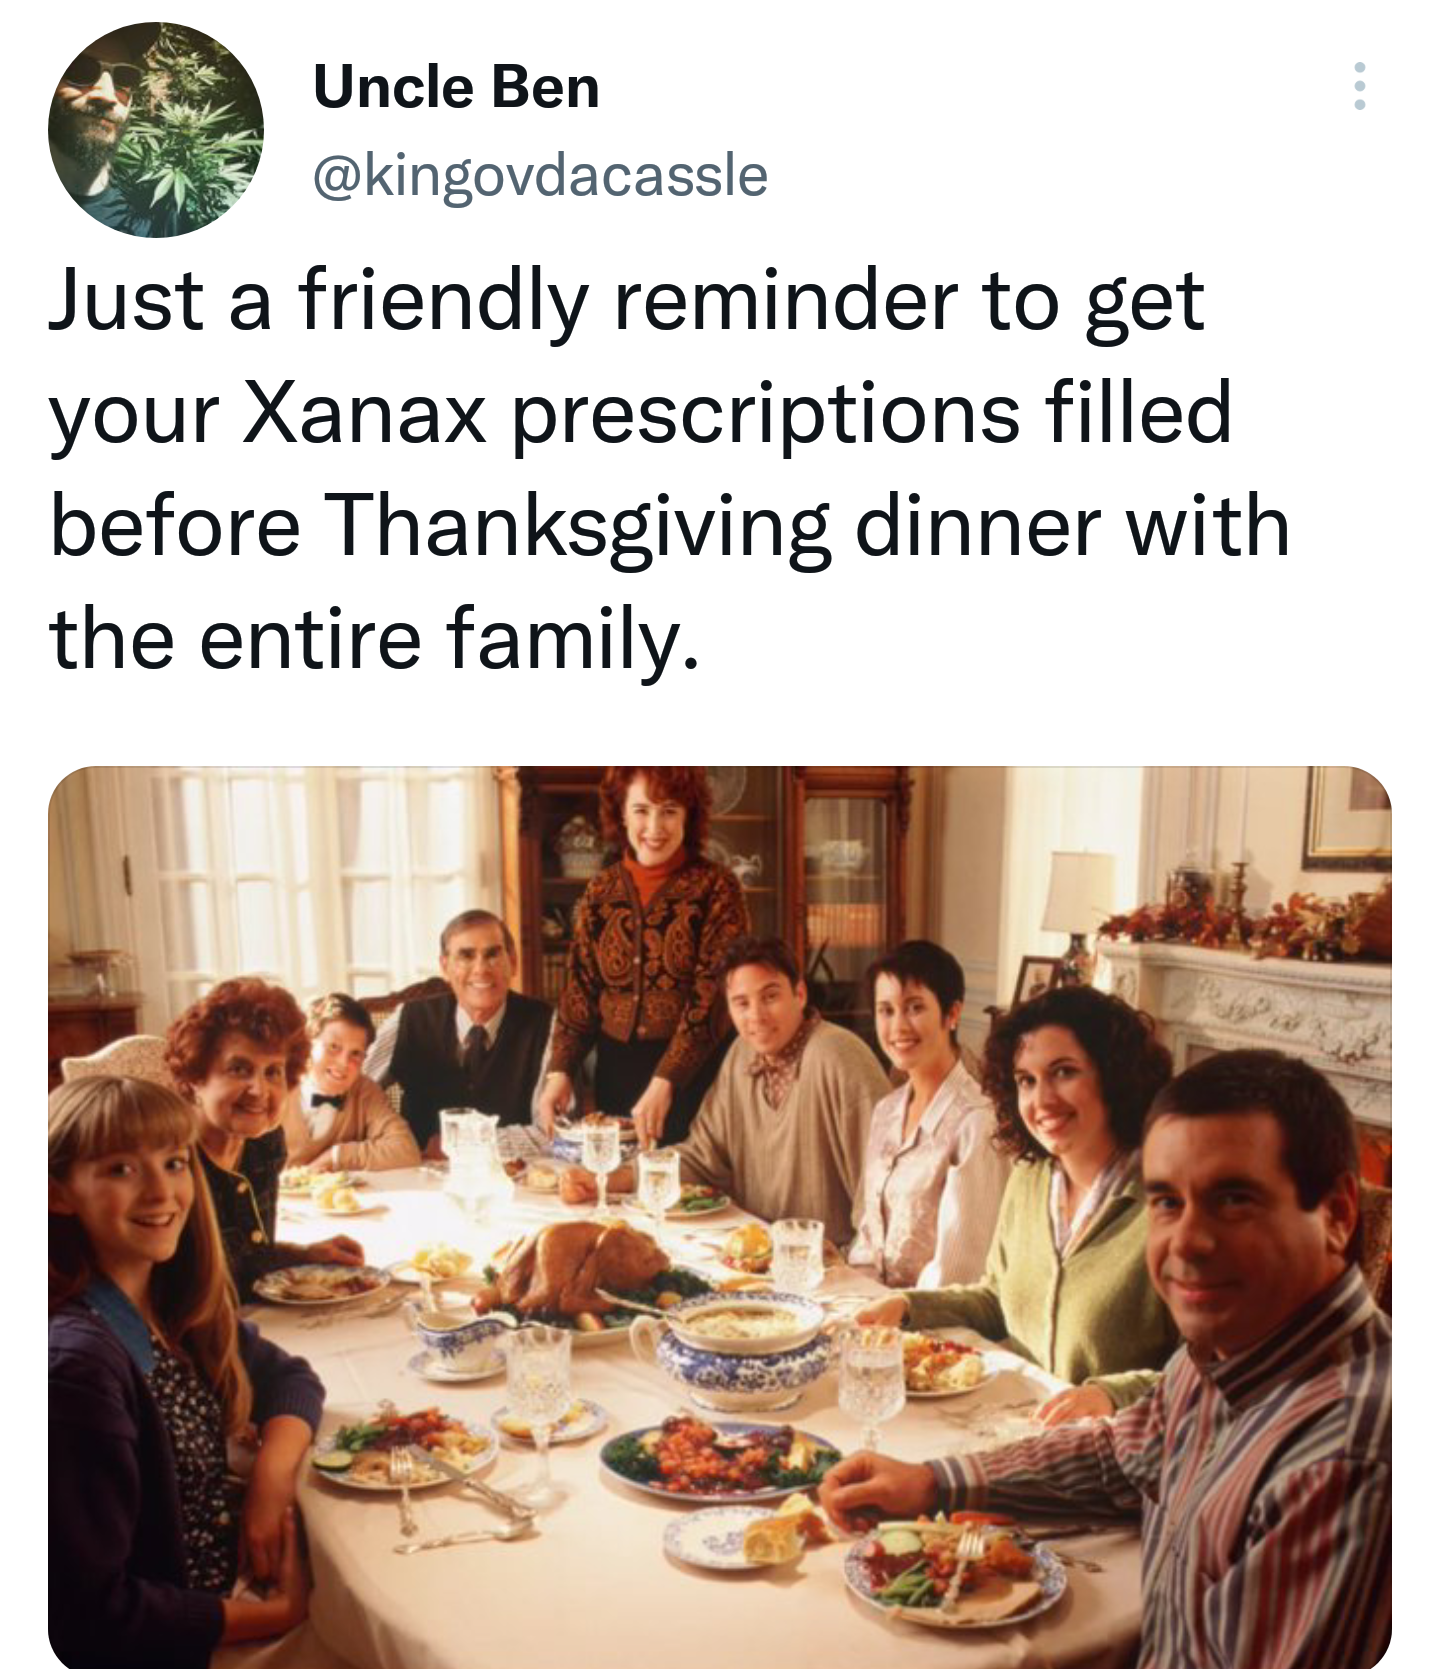 Uncle Ben
@kingovdacassle
Just a friendly reminder to get
your Xanax prescriptions filled
before Thanksgiving dinner with
the entire family.